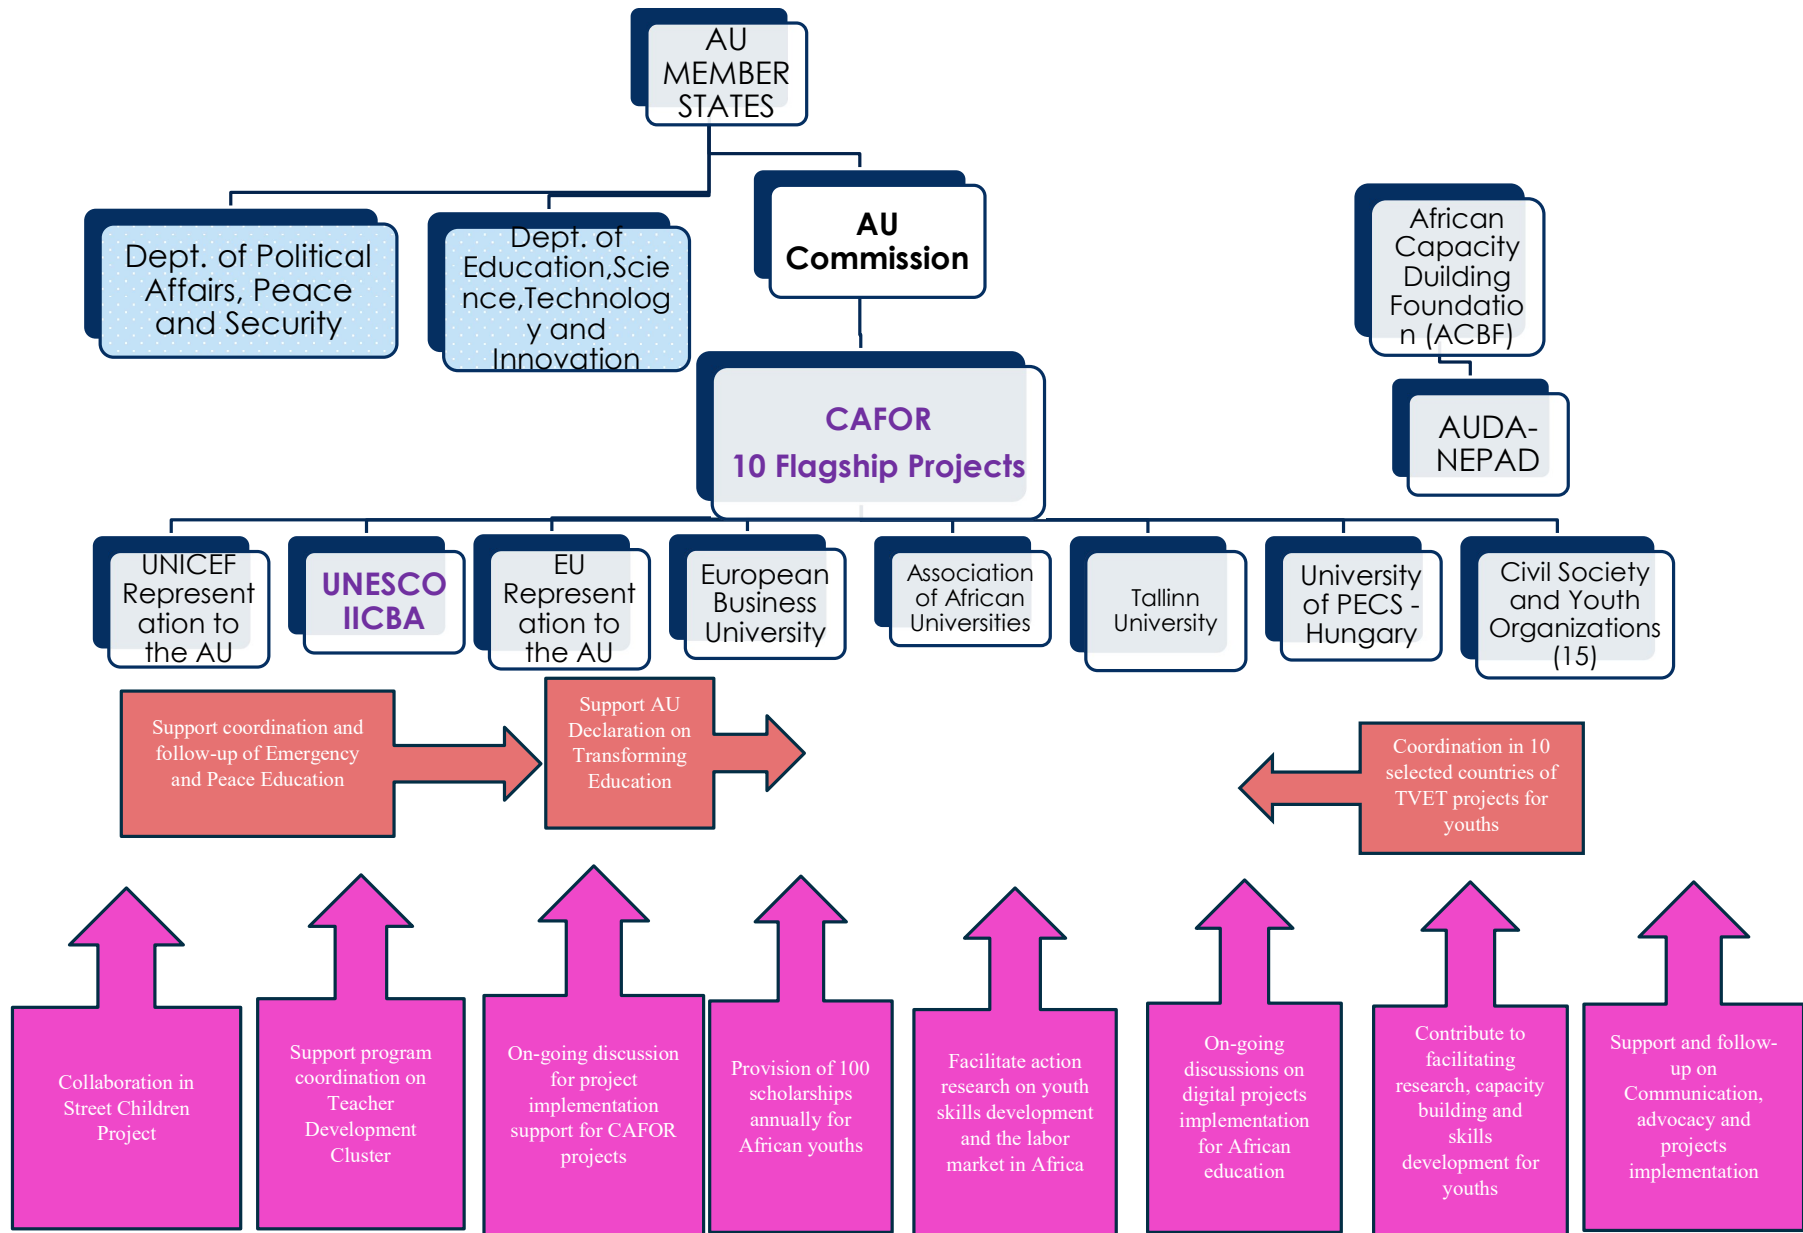 AU
MEMBER
STATES
Dept. of Political
Affairs, Peace
and Security
Dept. of
Education,Scie
nce,Technolog
y and
Innovation
AU
Commission
African
Capacity
Duilding
Foundatio
n (ACBF)
AUDA-
NEPAD
CAFOR
10 Flagship Projects
UNICEF
Represent
ation to
the AU
UNESCO
IICBA
EU
Represent
ation to
the AU
European
Business
University
Association
of African
Universities
Tallinn
University
University
of PECS -
Hungary
Civil Society
and Youth
Organizations
(15)
Support coordination and
follow-up of Emergency
and Peace Education
Support AU
Declaration on
Transforming
Education
Coordination in 10
selected countries of
TVET projects for
youths
Collaboration in
Street Children
Project
Support program
coordination on
Teacher
Development
Cluster
On-going discussion
for project
implementation
support for CAFOR
projects
Provision of 100
scholarships
annually for
African youths
Facilitate action
research on youth
skills development
and the labor
market in Africa
On-going
discussions on
digital projects
implementation
for African
education
Contribute to
facilitating
research, capacity
building and
skills
development for
youths
Support and follow-
up on
Communication,
advocacy and
projects
implementation